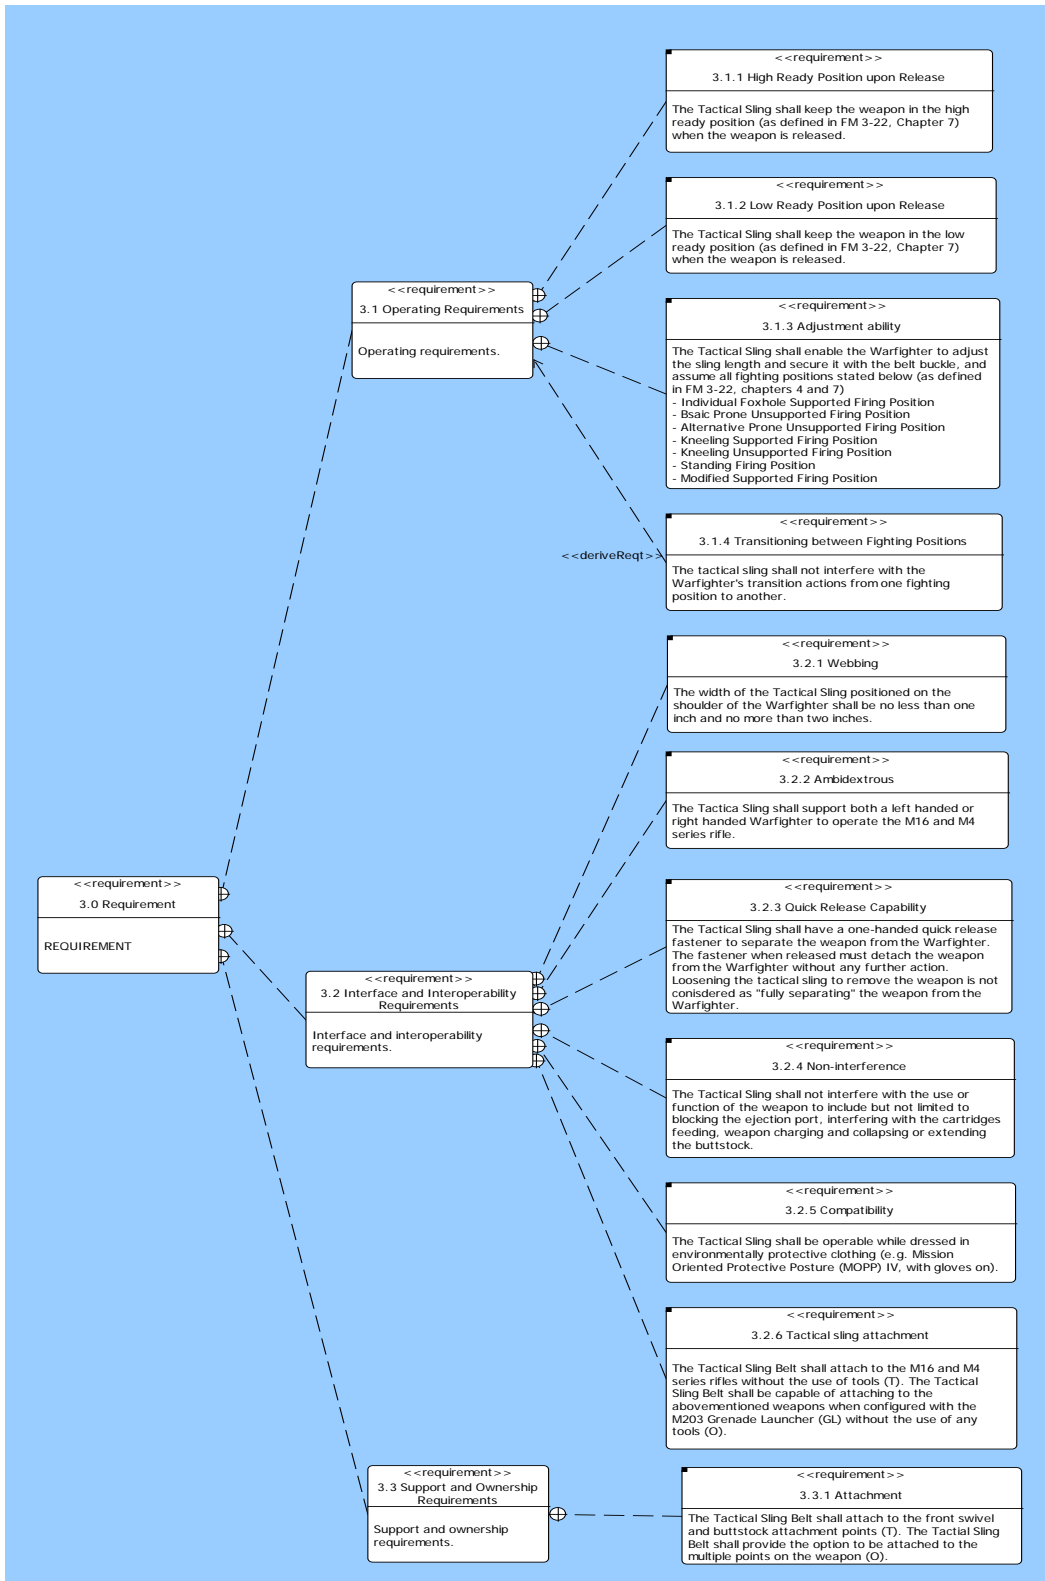 <<requirement>>
3.1.1 High Ready Position upon Release
The Tactical Sling shall keep the weapon in the high
ready position (as defined in FM 3-22, Chapter 7)
when the weapon is released.
<<requirement>>
3.1.2 Low Ready Position upon Release
The Tactical Sling shall keep the weapon in the low
ready position (as defined in FM 3-22, Chapter 7)
when the weapon is released.
<<requirement>>
3.1 Operating Requirements
Operating requirements.
<<requirement>>
3.1.3 Adjustment ability
The Tactical Sling shall enable the Warfighter to adjust
the sling length and secure it with the belt buckle, and
assume all fighting positions stated below (as defined
in FM 3-22, chapters 4 and 7)
- Individual Foxhole Supported Firing Position
- Bsaic Prone Unsupported Firing Position
- Alternative Prone Unsupported Firing Position
- Kneeling Supported Firing Position
- Kneeling Unsupported Firing Position
- Standing Firing Position
- Modified Supported Firing Position
<<requirement>>
3.1.4 Transitioning between Fighting Positions
<<deriveReqt>>
The tactical sling shall not interfere with the
Warfighter's transition actions from one fighting
position to another.
<<requirement>>
3.2.1 Webbing
The width of the Tactical Sling positioned on the
shoulder of the Warfighter shall be no less than one
inch and no more than two inches.
<<requirement>>
3.2.2 Ambidextrous
The Tactica Sling shall support both a left handed or
right handed Warfighter to operate the M16 and M4
series rifle.
<<requirement>>
3.0 Requirement
REQUIREMENT
<<requirement>>
3.2.3 Quick Release Capability
The Tactical Sling shall have a one-handed quick release
fastener to separate the weapon from the Warfighter.
The fastener when released must detach the weapon
from the Warfighter without any further action.
Loosening the tactical sling to remove the weapon is not
conisdered as "fully separating" the weapon from the
Warfighter.
<<requirement>>
3.2 Interface and Interoperability
Requirements
Interface and interoperability
requirements.
<<requirement>>
3.2.4 Non-interference
The Tactical Sling shall not interfere with the use or
function of the weapon to include but not limited to
blocking the ejection port, interfering with the cartridges
feeding, weapon charging and collapsing or extending
the buttstock.
<<requirement>>
3.2.5 Compatibility
The Tactical Sling shall be operable while dressed in
environmentally protective clothing (e.g. Mission
Oriented Protective Posture (MOPP) IV, with gloves on).
<<requirement>>
3.2.6 Tactical sling attachment
The Tactical Sling Belt shall attach to the M16 and M4
series rifles without the use of tools (T). The Tactical
Sling Belt shall be capable of attaching to the
abovementioned weapons when configured with the
M203 Grenade Launcher (GL) without the use of any
tools (O).
<<requirement>>
3.3 Support and Ownership
Requirements
Support and ownership
requirements.
<<requirement>>
3.3.1 Attachment
The Tactical Sling Belt shall attach to the front swivel
and buttstock attachment points (T). The Tactial Sling
Belt shall provide the option to be attached to the
multiple points on the weapon (O).